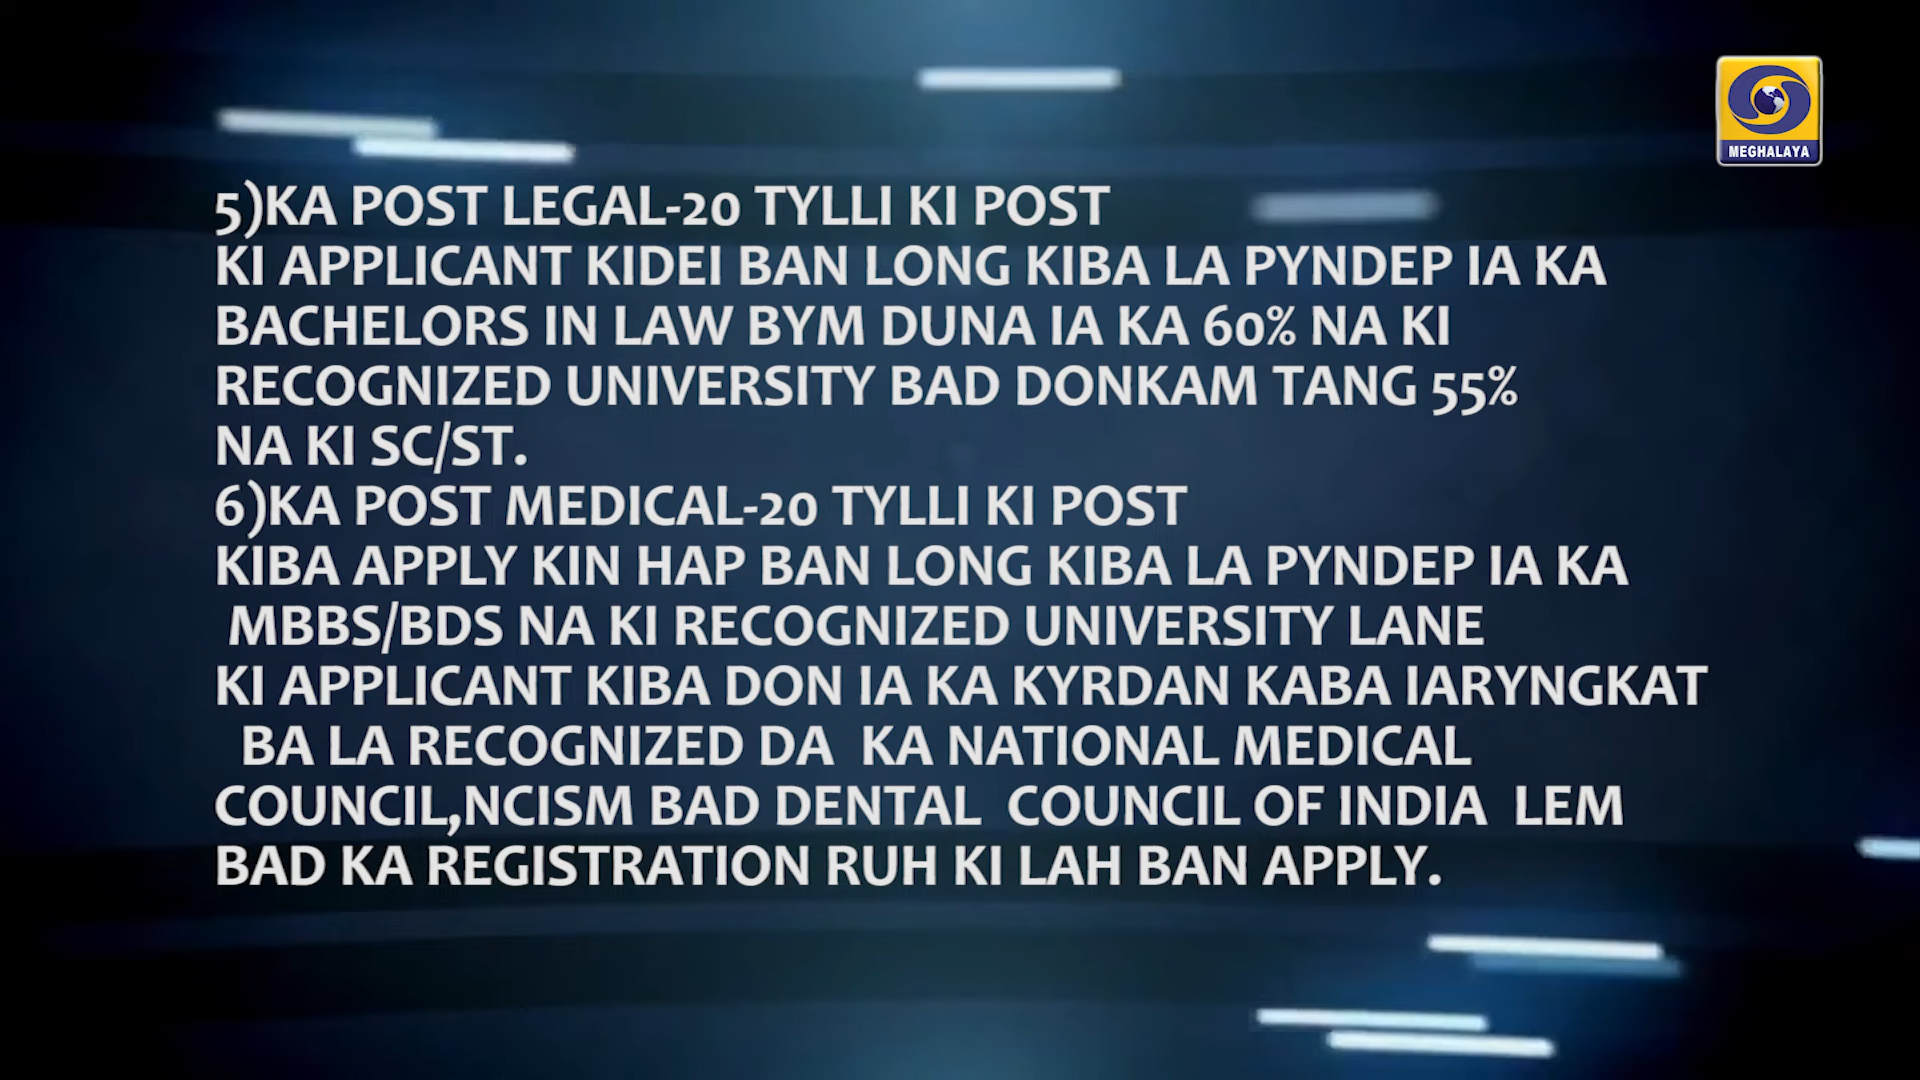 MEGHALAYA
5)KA POST LEGAL-20 TYLLI KI POST
KI APPLICANT KIDEI BAN LONG KIBA LA PYNDEP IA KA
BACHELORS IN LAW BYM DUNA IA KA 60% NA KI
RECOGNIZED UNIVERSITY BAD DONKAM TANG 55%
NA KI SC/ST.
6)KA POST MEDICAL-20 TYLLI KI POST
KIBA APPLY KIN HAP BAN LONG KIBA LA PYNDEP IA KA
MBBS/BDS NA KI RECOGNIZED UNIVERSITY LANE
KI APPLICANT KIBA DON IA KA KYRDAN KABA IARYNGKAT
BA LA RECOGNIZED DA KA NATIONAL MEDICAL
COUNCIL,NCISM BAD DENTAL COUNCIL OF INDIA LEM
BAD KA REGISTRATION RUH KI LAH BAN APPLY.